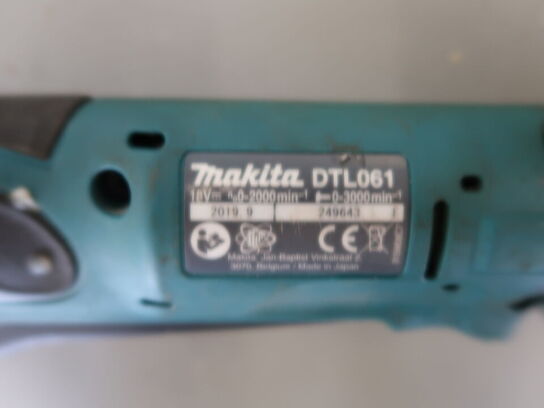 makita DTL061
18V⎓ n₀0-2000min⁻¹ 0-3000min⁻¹
2019 9 249643
CE
Makita Jan-Baptist Vinkstraat 2
3070, Belgium / Made in Japan